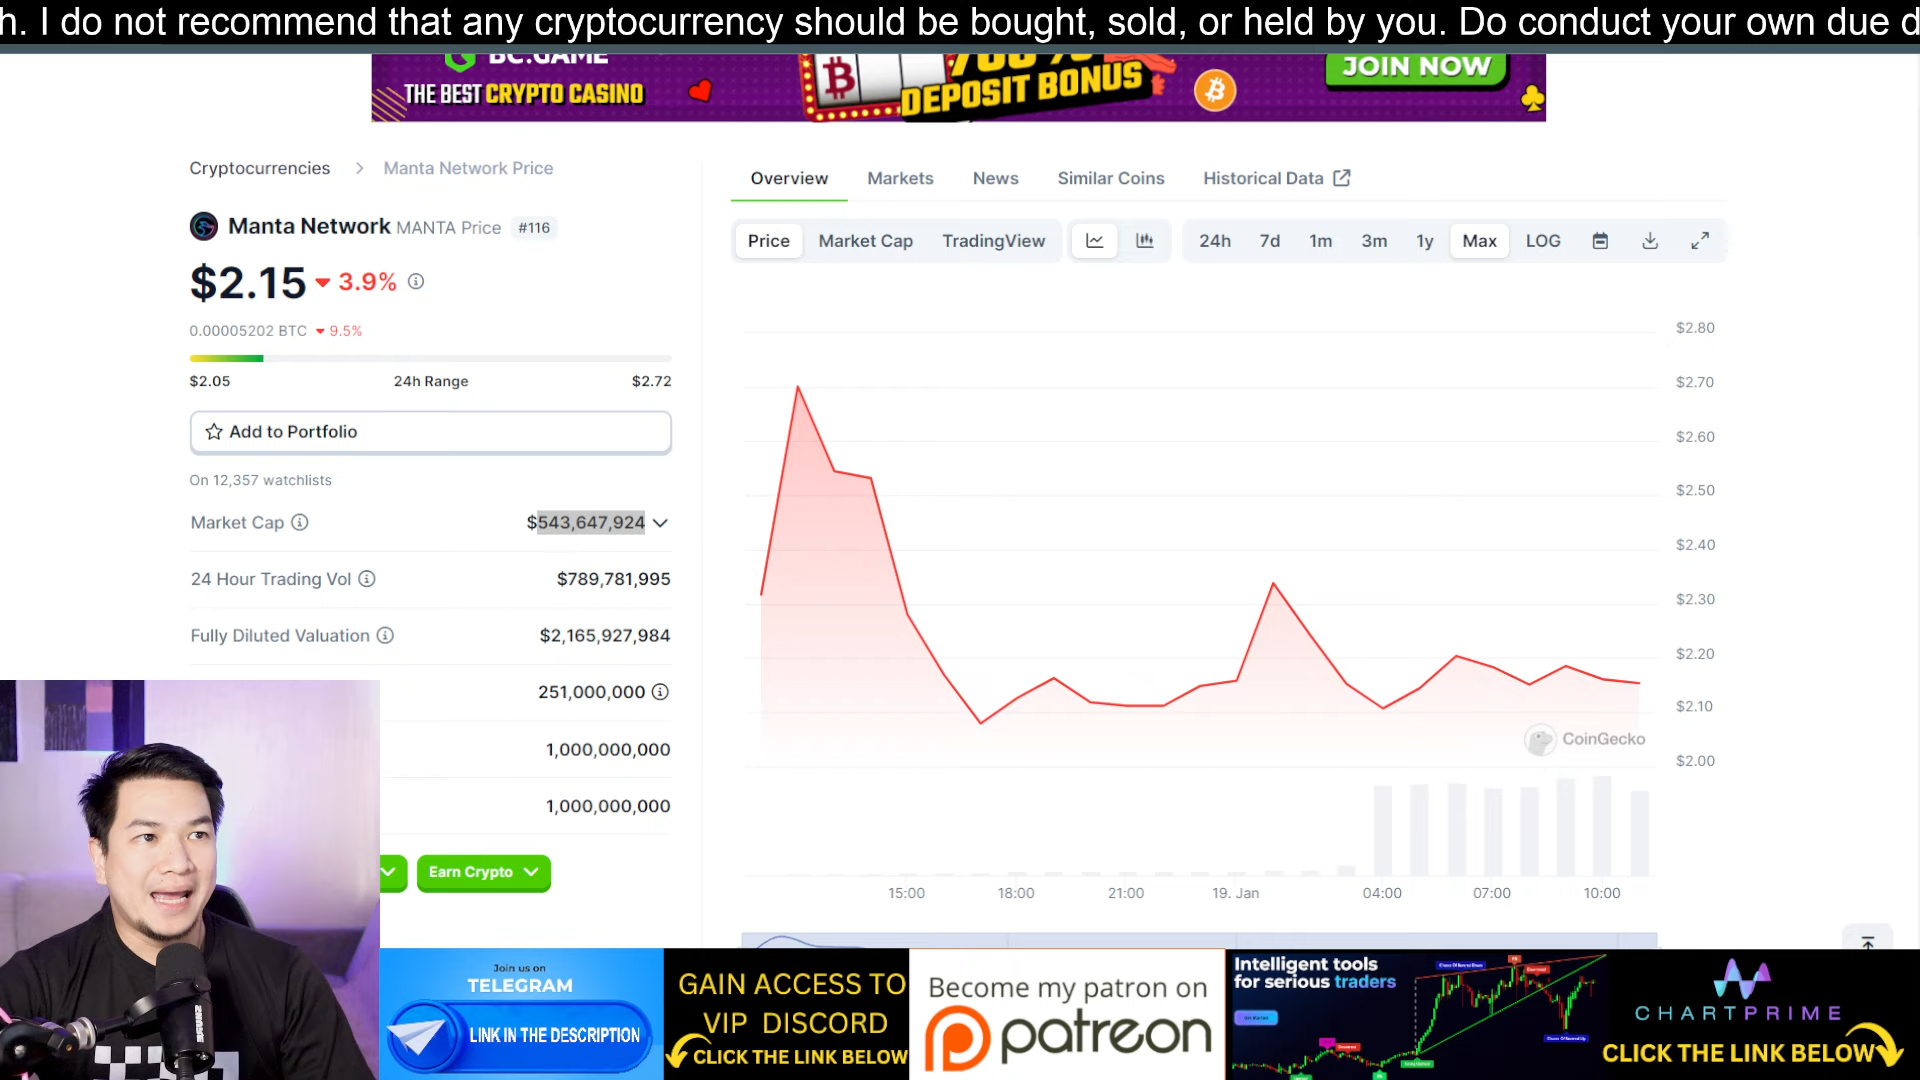 h. I do not recommend that any cryptocurrency should be bought, sold, or held by you. Do conduct your own due d
BC.GAME
THE BEST CRYPTO CASINO
DEPOSIT BONUS
JOIN NOW
Cryptocurrencies > Manta Network Price
Manta Network MANTA Price #116
$2.15 3.9%
0.00005202 BTC 9.5%
$2.05 24h Range $2.72
Add to Portfolio
On 12,357 watchlists
Market Cap $543,647,924
24 Hour Trading Vol $789,781,995
Fully Diluted Valuation $2,165,927,984
251,000,000
1,000,000,000
1,000,000,000
Earn Crypto
Overview Markets News Similar Coins Historical Data
Price Market Cap TradingView 24h 7d 1m 3m 1y Max LOG
$2.80
$2.70
$2.60
$2.50
$2.40
$2.30
$2.20
$2.10
$2.00
CoinGecko
15:00 18:00 21:00 19. Jan 04:00 07:00 10:00
Join us on
TELEGRAM
LINK IN THE DESCRIPTION
GAIN ACCESS TO
VIP DISCORD
CLICK THE LINK BELOW
Become my patron on
patreon
Intelligent tools
for serious traders
CHARTPRIME
CLICK THE LINK BELOW